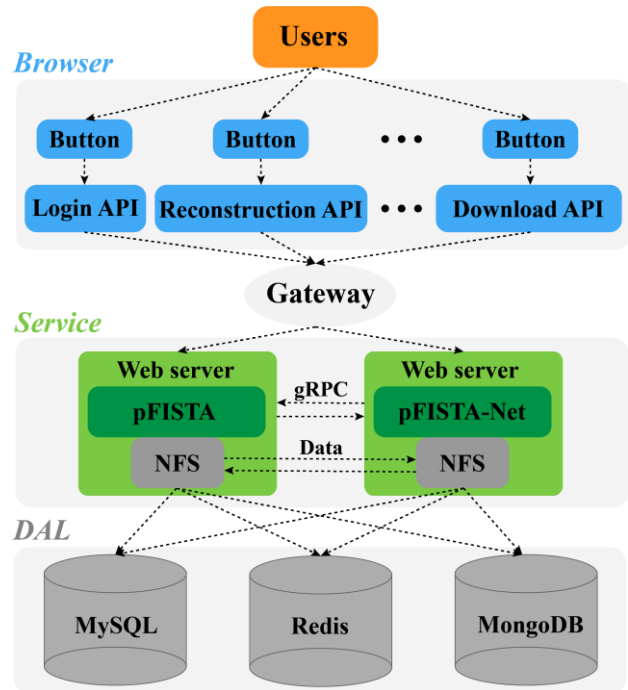 Users
Browser
Button
Button
• • •
Button
Login API
Reconstruction API
• • •
Download API
Gateway
Service
Web server
Web server
gRPC
pFISTA
pFISTA-Net
Data
NFS
NFS
DAL
MySQL
Redis
MongoDB